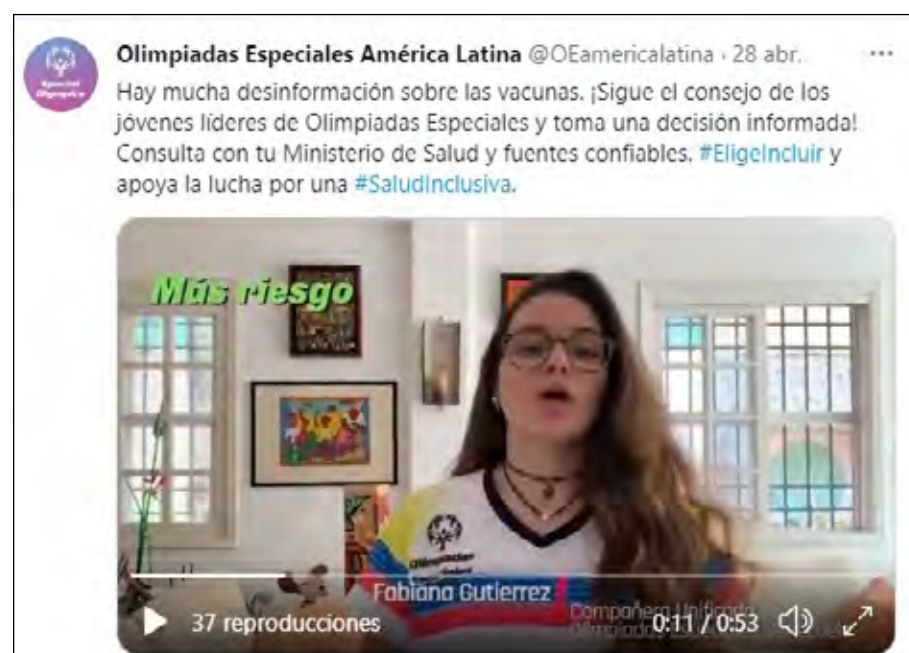 Olimpiadas Especiales América Latina @OEamericalatina · 28 abr.
Hay mucha desinformación sobre las vacunas. ¡Sigue el consejo de los
jóvenes líderes de Olimpiadas Especiales y toma una decisión informada!
Consulta con tu Ministerio de Salud y fuentes confiables. #EligeIncluir y
apoya la lucha por una #SaludInclusiva.
Más riesgo
Fabiana Gutierrez
Compañera Unificada
37 reproducciones
0:11 / 0:53